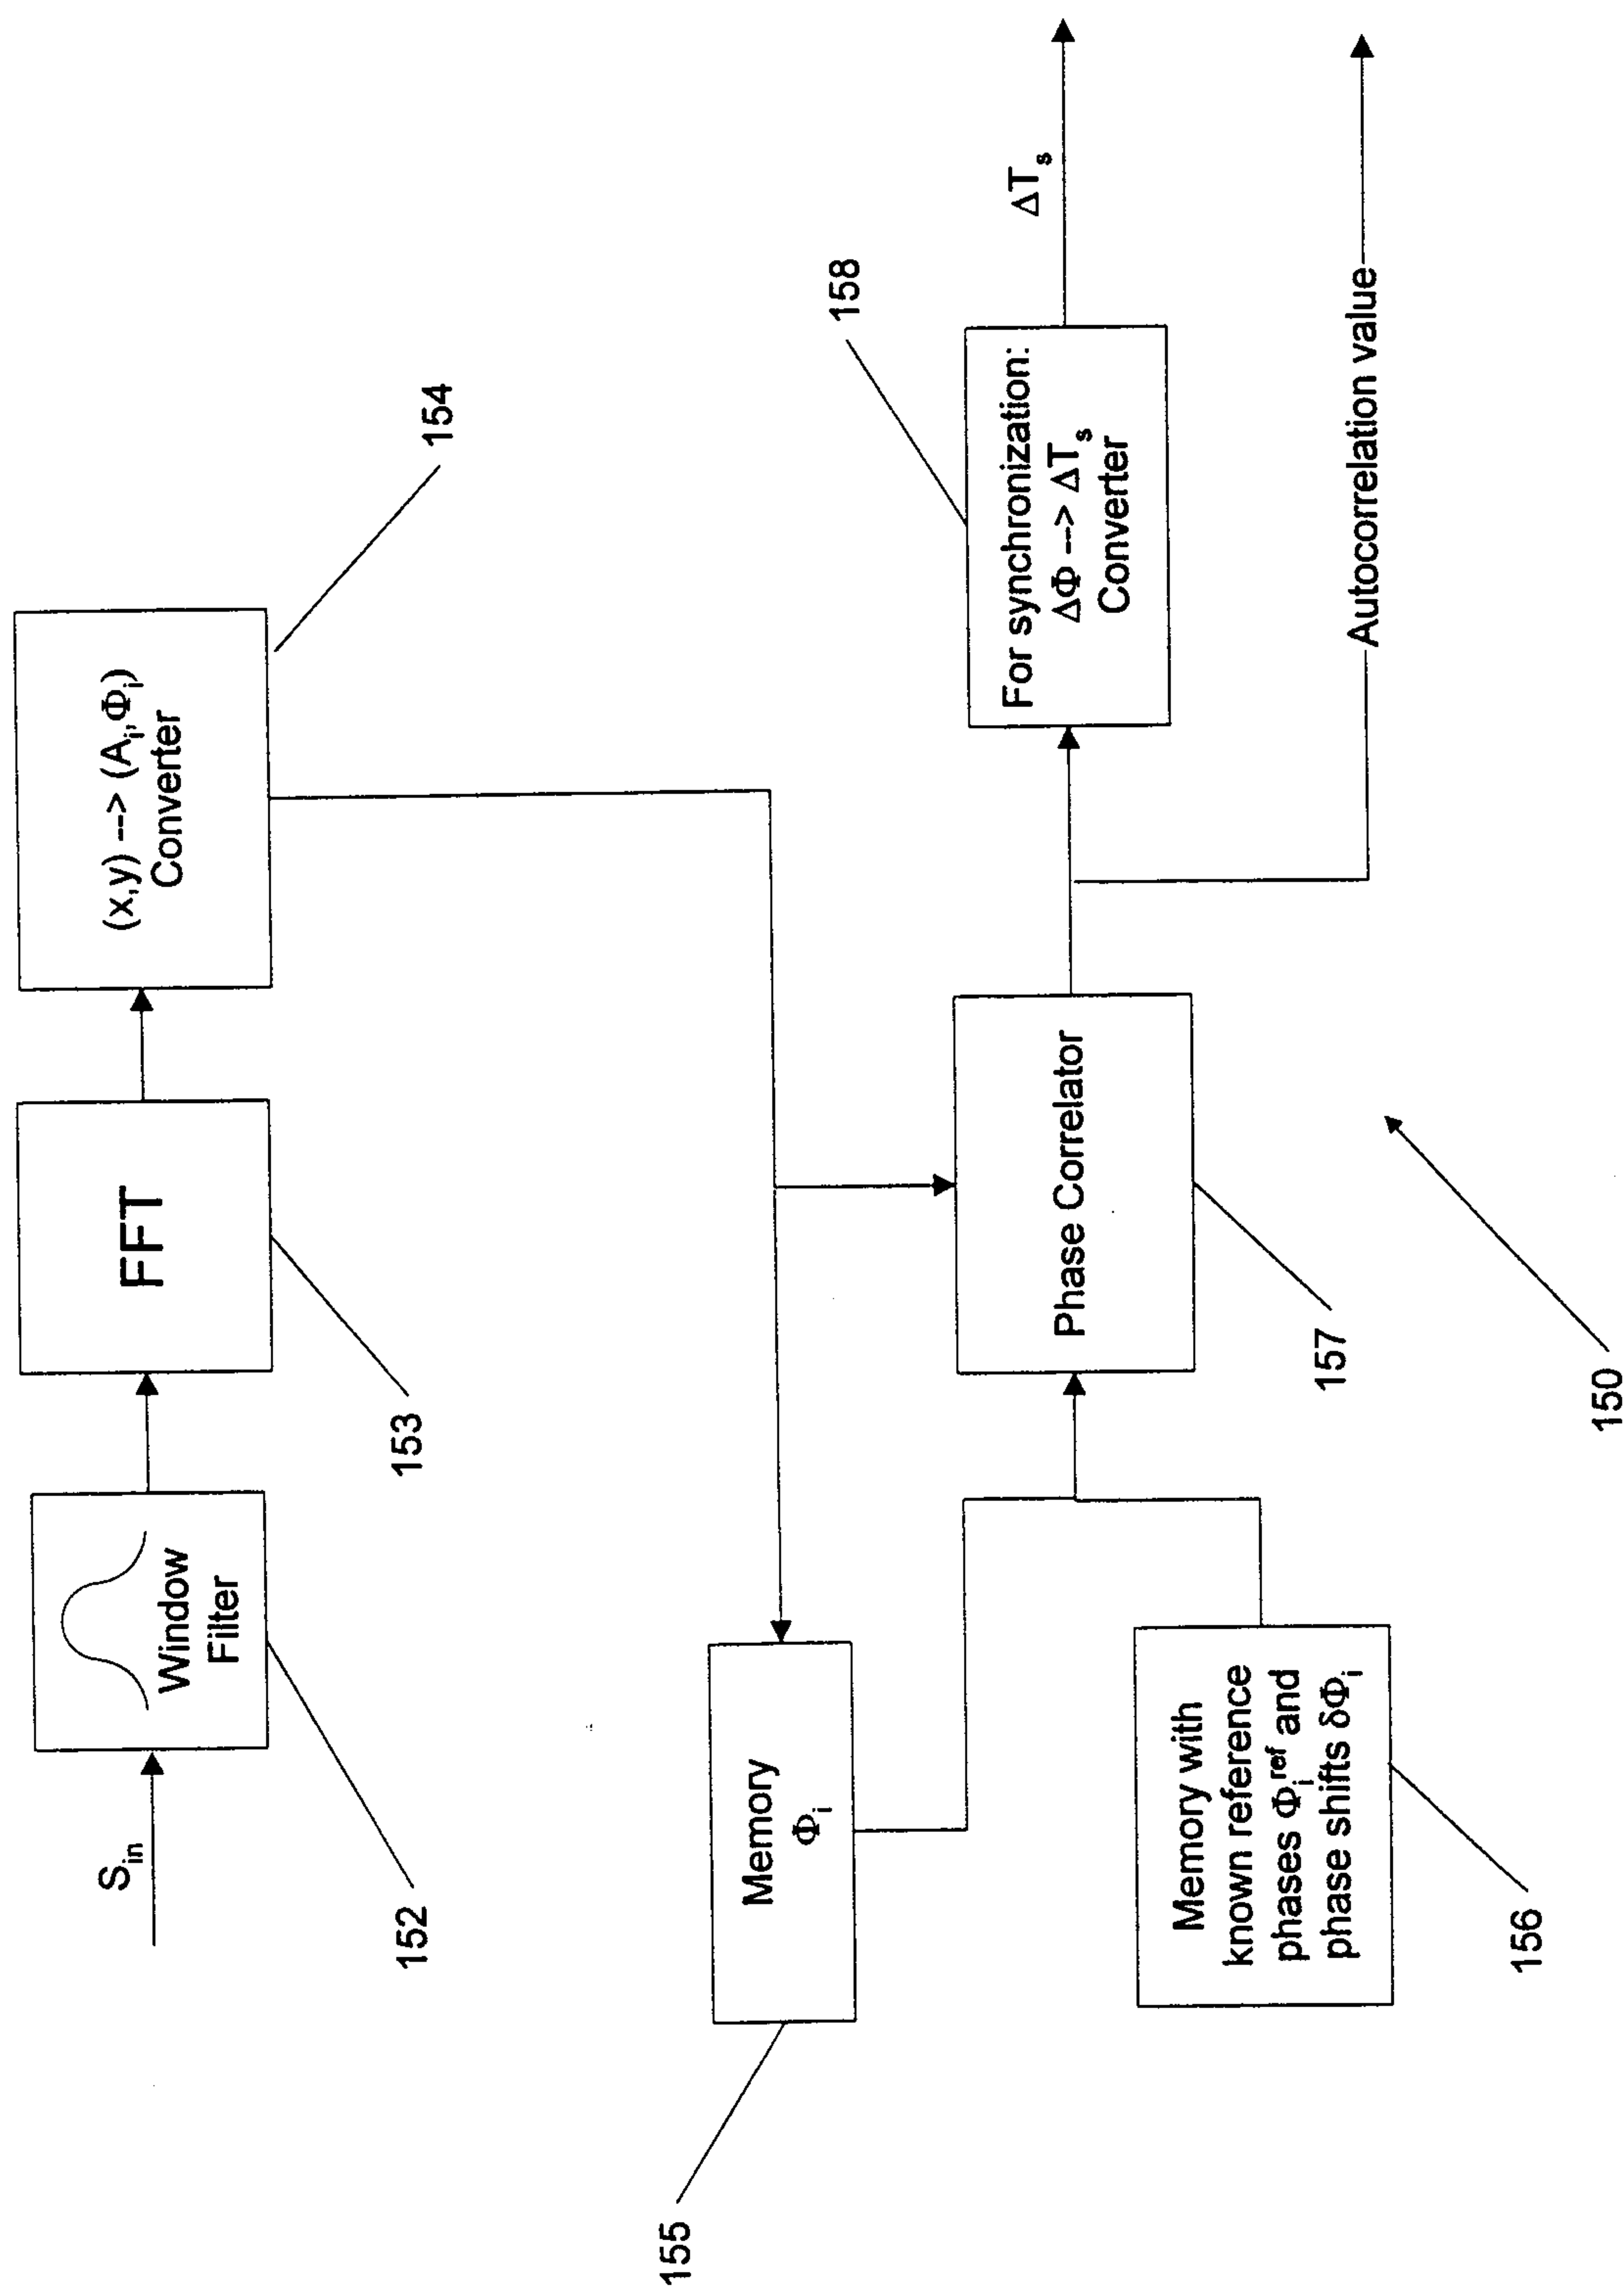 S_in
Window
Filter
152
FFT
153
(x,y) --> (A_i,Φ_i)
Converter
154
155
Memory
Φ_i
Memory with
known reference
phases Φ_i^ref and
phase shifts δΦ_i
156
Phase Correlator
157
For synchronization:
ΔΦ --> ΔT_s
Converter
158
ΔT_s
Autocorrelation value
150